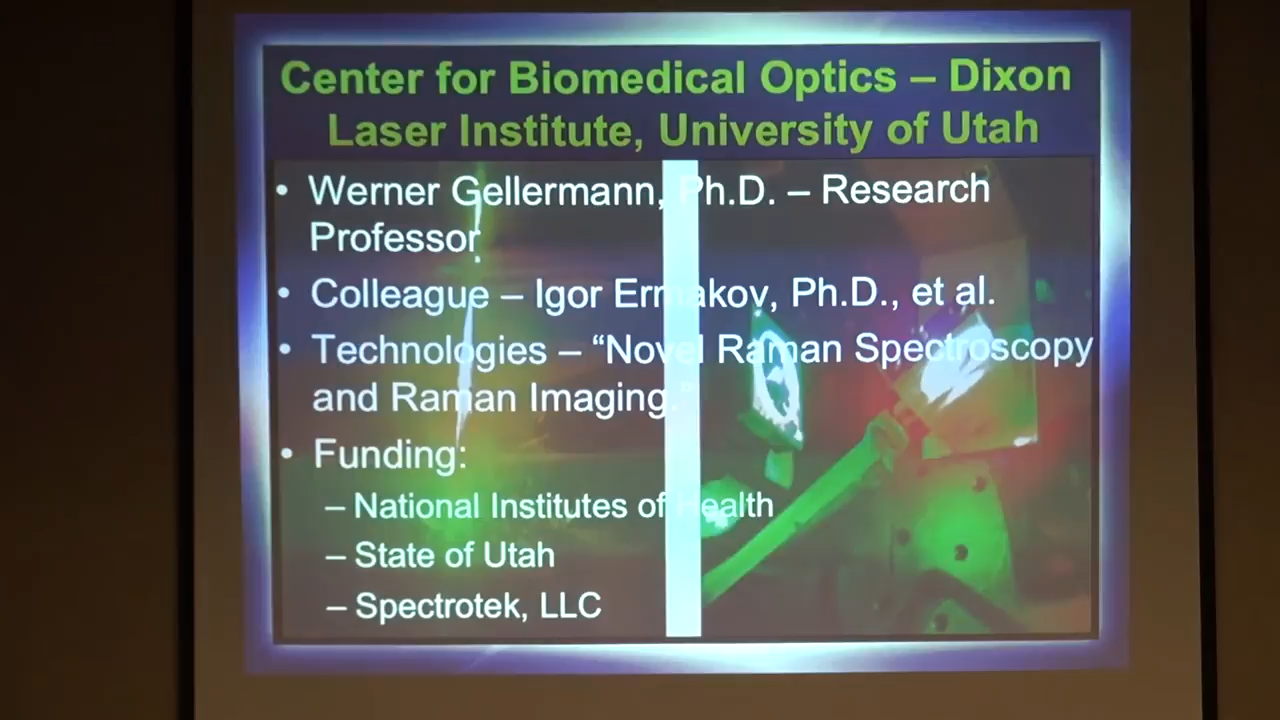 Center for Biomedical Optics – Dixon
Laser Institute, University of Utah
• Werner Gellermann, Ph.D. – Research
Professor
• Colleague – Igor Ermakov, Ph.D., et al.
• Technologies – “Novel Raman Spectroscopy
and Raman Imaging.”
• Funding:
– National Institutes of Health
– State of Utah
– Spectrotek, LLC